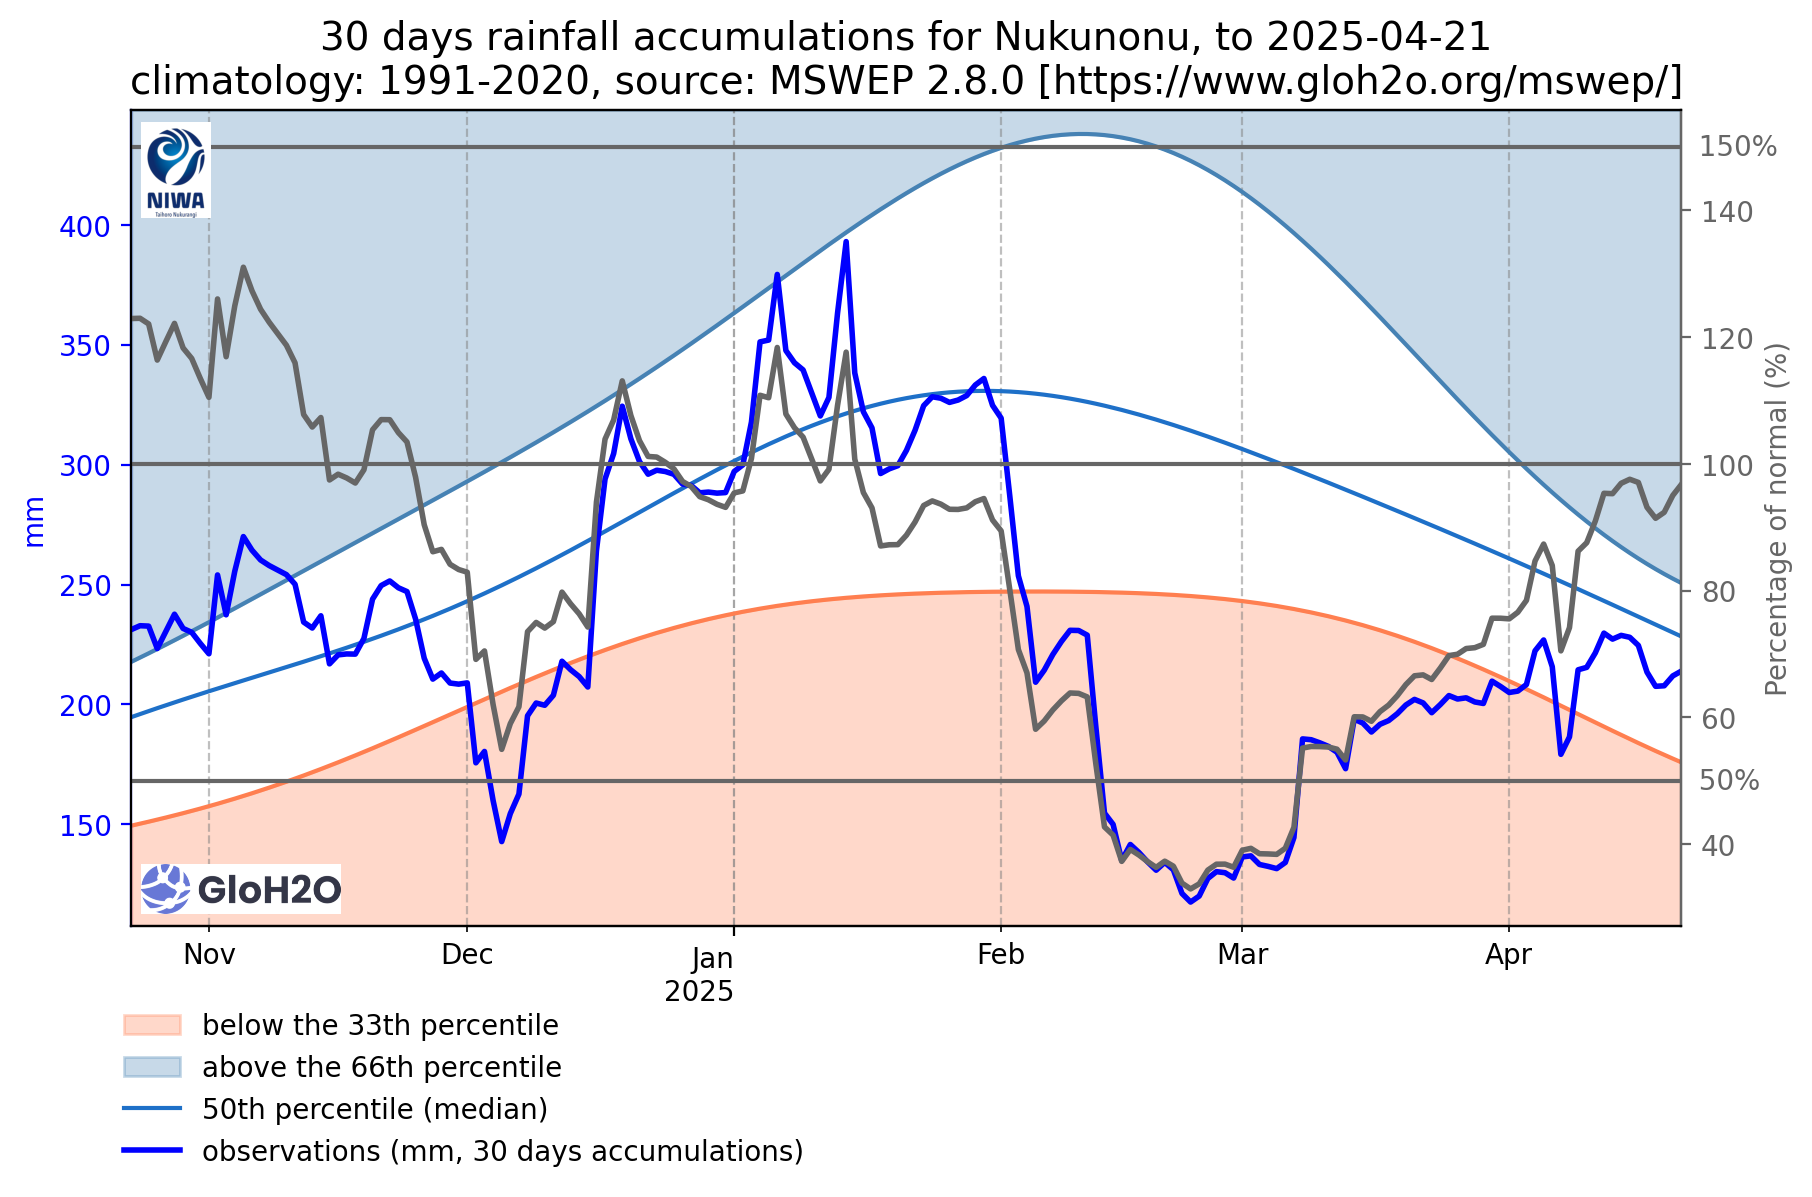 30 days rainfall accumulations for Nukunonu, to 2025-04-21
climatology: 1991-2020, source: MSWEP 2.8.0 [https://www.gloh2o.org/mswep/]
NIWA
Taihoro Nukurangi
150%
140
120
100
80
60
50%
40
Percentage of normal (%)
400
350
300
250
200
150
mm
GloH2O
Nov
Dec
Jan
2025
Feb
Mar
Apr
below the 33th percentile
above the 66th percentile
50th percentile (median)
observations (mm, 30 days accumulations)